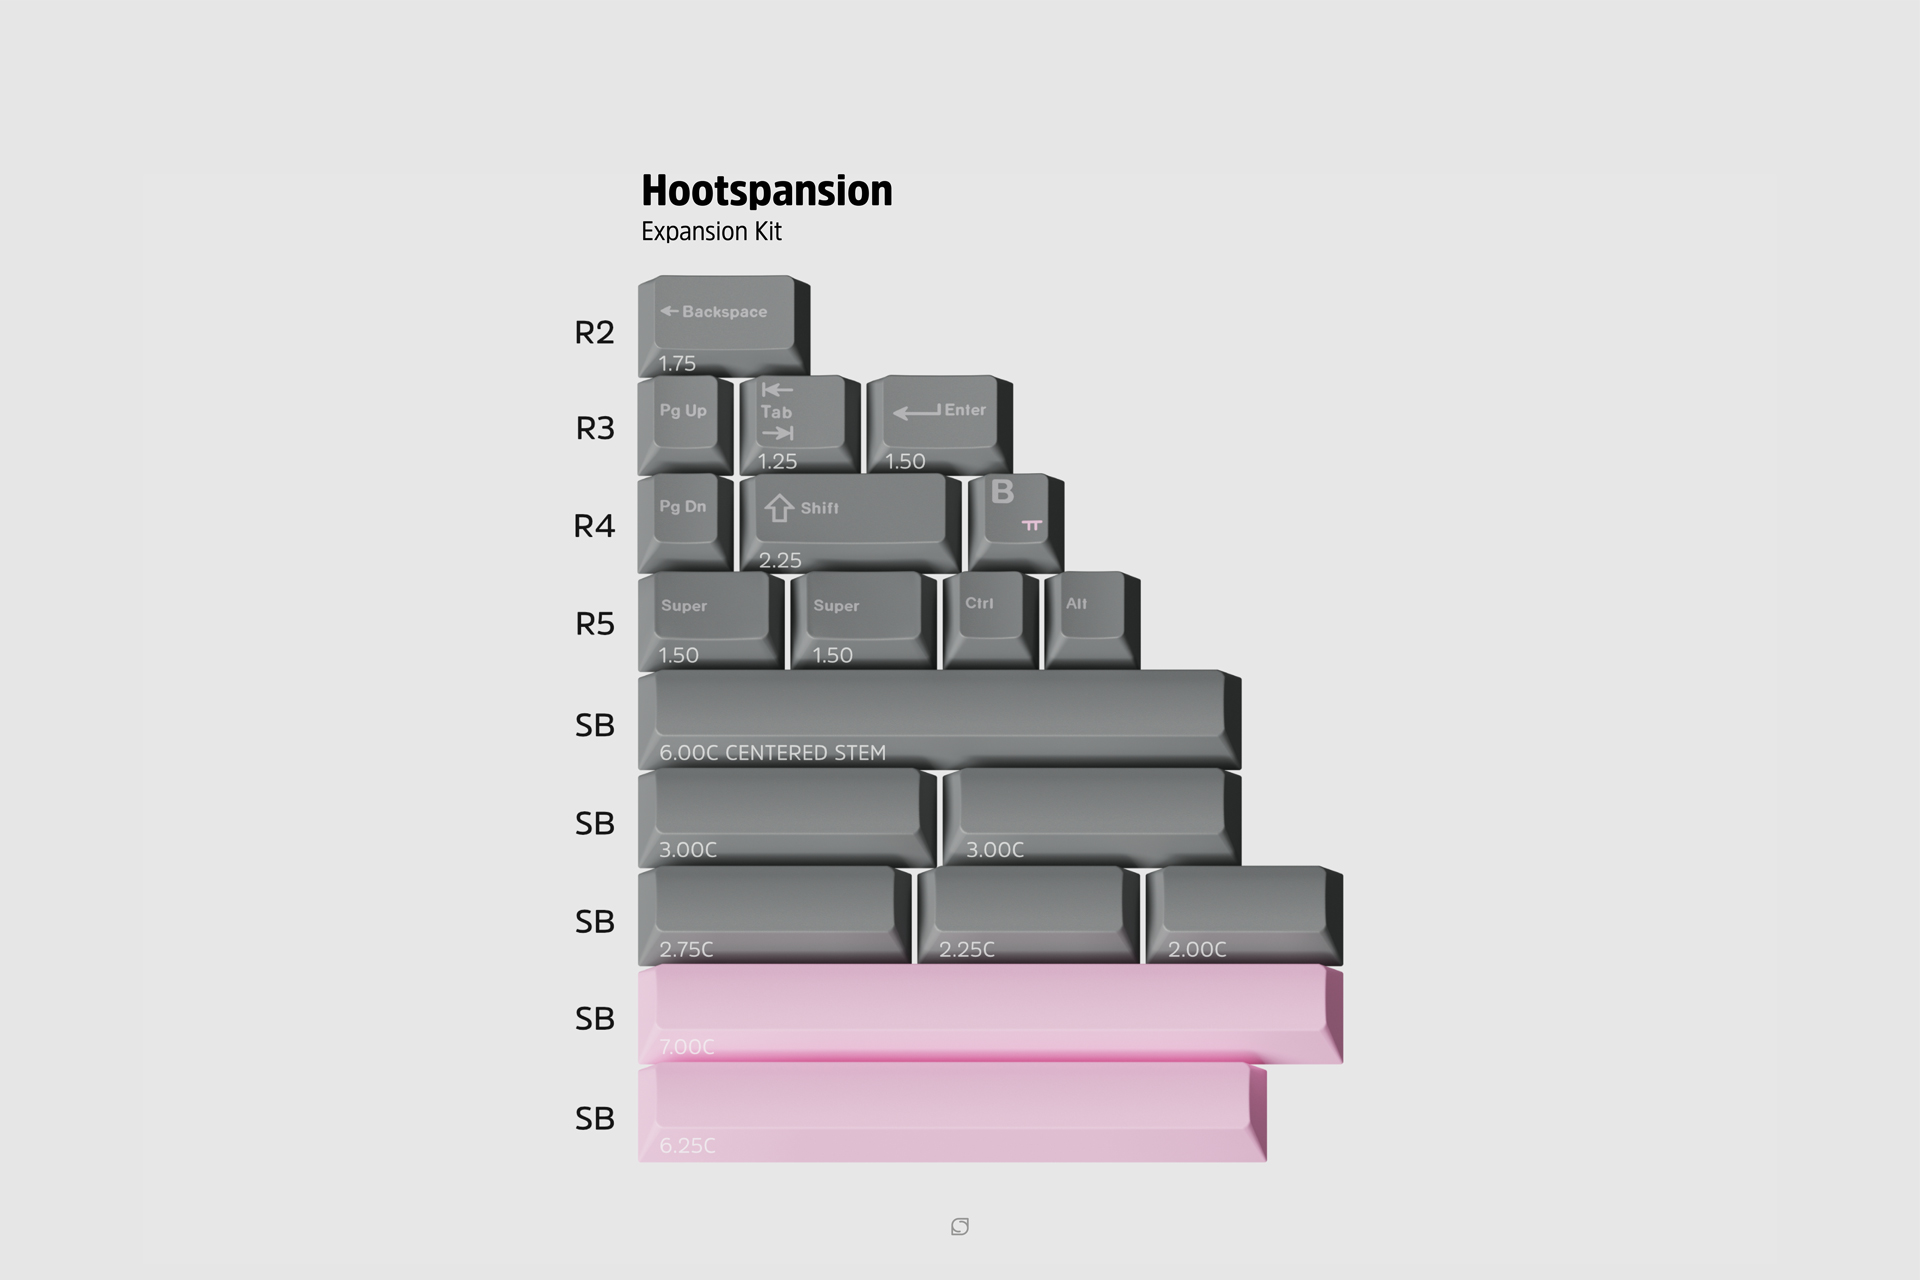 Hootspansion
Expansion Kit
R2
Backspace
1.75
R3
Pg Up
Tab
1.25
Enter
1.50
R4
Pg Dn
Shift
2.25
B
ㅠ
R5
Super
1.50
Super
1.50
Ctrl
Alt
SB
6.00C CENTERED STEM
SB
3.00C
3.00C
SB
2.75C
2.25C
2.00C
SB
7.00C
SB
6.25C